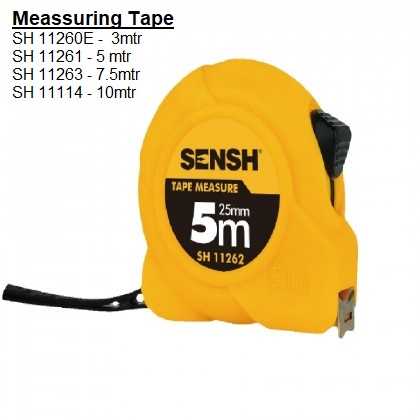 Meassuring Tape
SH 11260E -  3mtr
SH 11261 - 5 mtr
SH 11263 - 7.5mtr
SH 11114 - 10mtr
SENSH®
TAPE MEASURE
25mm
5m
SH 11262
5m